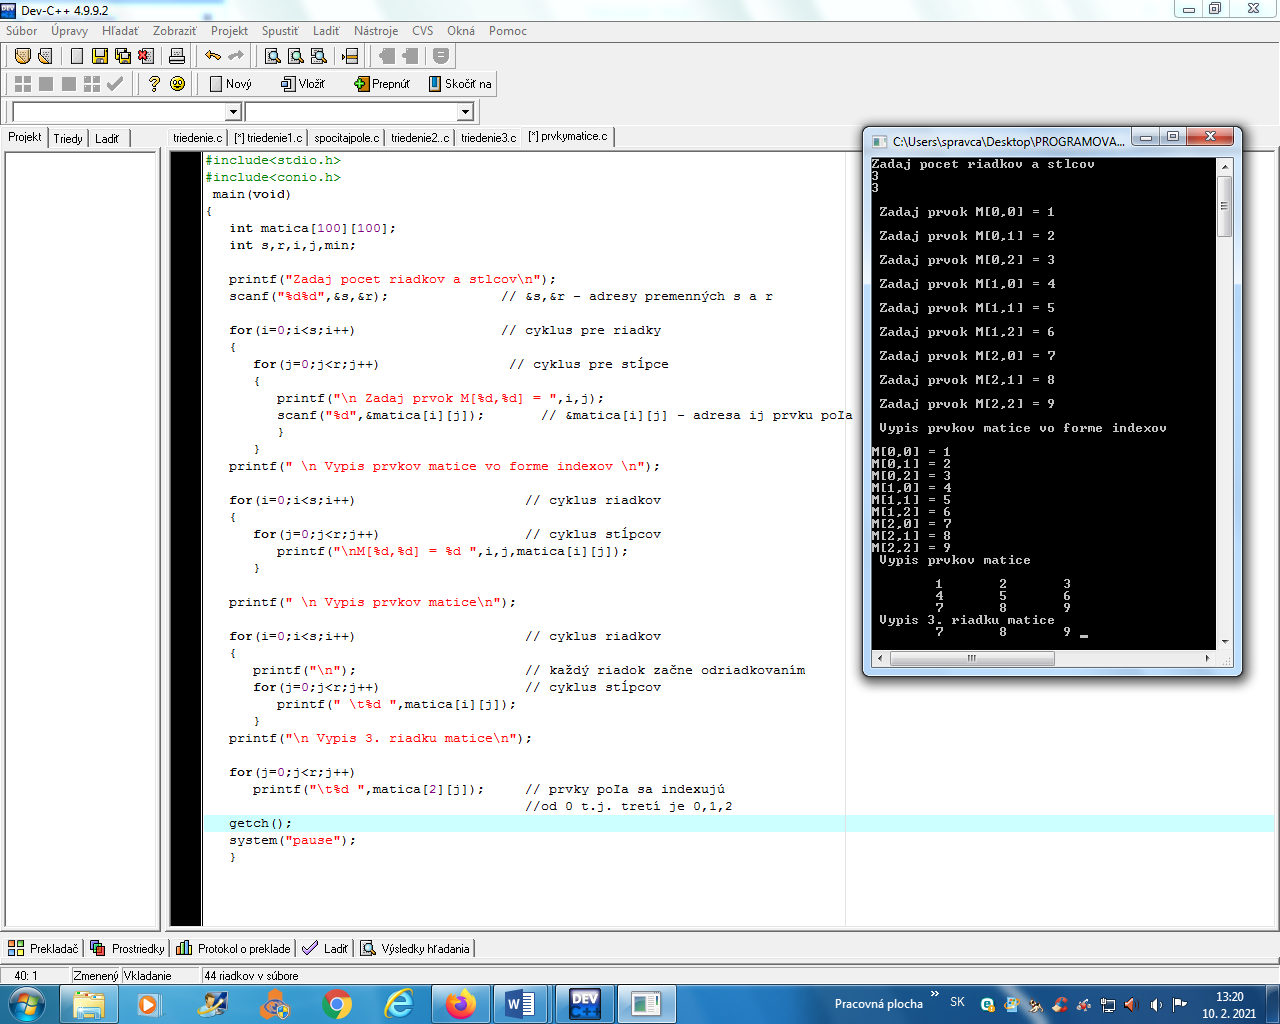 Dev-C++ 4.9.9.2
Súbor Úpravy Hľadať Zobraziť Projekt Spustiť Ladiť Nástroje CVS Okná Pomoc
Nový Vložiť Prepnúť Skočiť na
Projekt Triedy Ladiť
triedenie.c [*] triedenie1.c spocitajpole.c triedenie2..c triedenie3.c [*] prvkymatice.c
#include<stdio.h>
#include<conio.h>
main(void)
{
int matica[100][100];
int s,r,i,j,min;
printf("Zadaj pocet riadkov a stlcov\n");
scanf("%d%d",&s,&r); // &s,&r - adresy premenných s a r
for(i=0;i<s;i++) // cyklus pre riadky
{
for(j=0;j<r;j++) // cyklus pre stĺpce
{
printf("\n Zadaj prvok M[%d,%d] = ",i,j);
scanf("%d",&matica[i][j]); // &matica[i][j] - adresa ij prvku poľa
}
}
printf(" \n Vypis prvkov matice vo forme indexov \n");
for(i=0;i<s;i++) // cyklus riadkov
{
for(j=0;j<r;j++) // cyklus stĺpcov
printf("\nM[%d,%d] = %d ",i,j,matica[i][j]);
}
printf(" \n Vypis prvkov matice\n");
for(i=0;i<s;i++) // cyklus riadkov
{
printf("\n"); // každý riadok začne odriadkovaním
for(j=0;j<r;j++) // cyklus stĺpcov
printf(" \t%d ",matica[i][j]);
}
printf("\n Vypis 3. riadku matice\n");
for(j=0;j<r;j++)
printf("\t%d ",matica[2][j]); // prvky poľa sa indexujú
//od 0 t.j. tretí je 0,1,2
getch();
system("pause");
}
C:\Users\spravca\Desktop\PROGRAMOVA...
Zadaj pocet riadkov a stlcov
3
3
Zadaj prvok M[0,0] = 1
Zadaj prvok M[0,1] = 2
Zadaj prvok M[0,2] = 3
Zadaj prvok M[1,0] = 4
Zadaj prvok M[1,1] = 5
Zadaj prvok M[1,2] = 6
Zadaj prvok M[2,0] = 7
Zadaj prvok M[2,1] = 8
Zadaj prvok M[2,2] = 9
Vypis prvkov matice vo forme indexov
M[0,0] = 1
M[0,1] = 2
M[0,2] = 3
M[1,0] = 4
M[1,1] = 5
M[1,2] = 6
M[2,0] = 7
M[2,1] = 8
M[2,2] = 9
Vypis prvkov matice
1 2 3
4 5 6
7 8 9
Vypis 3. riadku matice
7 8 9 _
Prekladač Prostriedky Protokol o preklade Ladiť Výsledky hľadania
40: 1 Zmenený Vkladanie 44 riadkov v súbore
Pracovná plocha » SK 13:20
10. 2. 2021